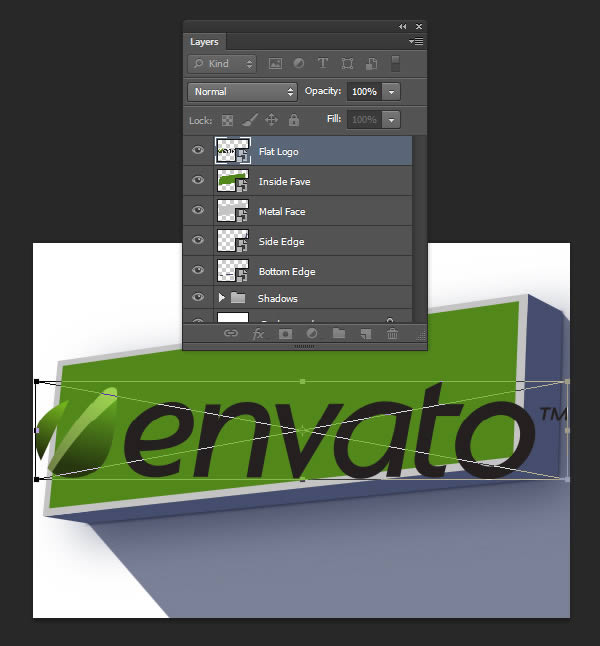 Layers
Kind
Normal
Opacity: 100%
Lock:
Fill: 100%
Flat Logo
Inside Fave
Metal Face
Side Edge
Bottom Edge
Shadows
fx
envato™